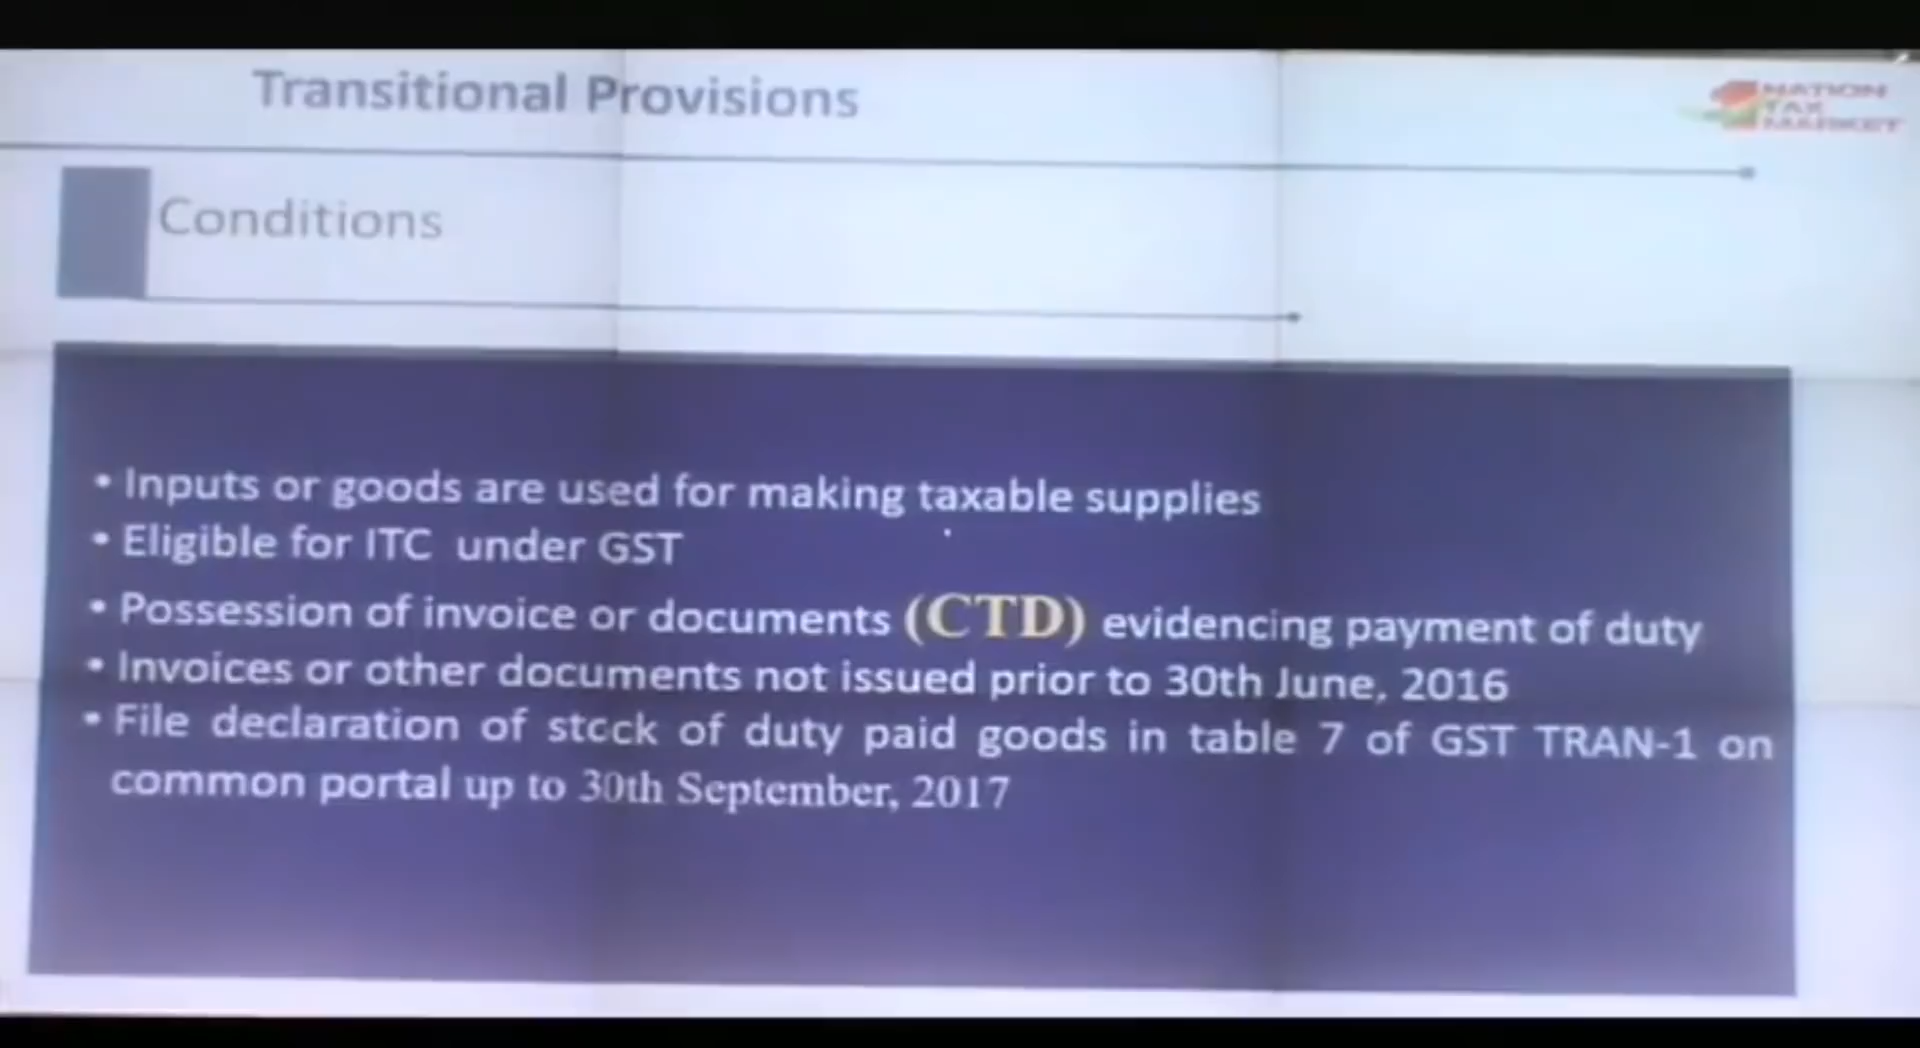 Transitional Provisions
NATION
TAX
MARKET
Conditions
• Inputs or goods are used for making taxable supplies
• Eligible for ITC under GST
• Possession of invoice or documents (CTD) evidencing payment of duty
• Invoices or other documents not issued prior to 30th June, 2016
• File declaration of stock of duty paid goods in table 7 of GST TRAN-1 on
common portal up to 30th September, 2017